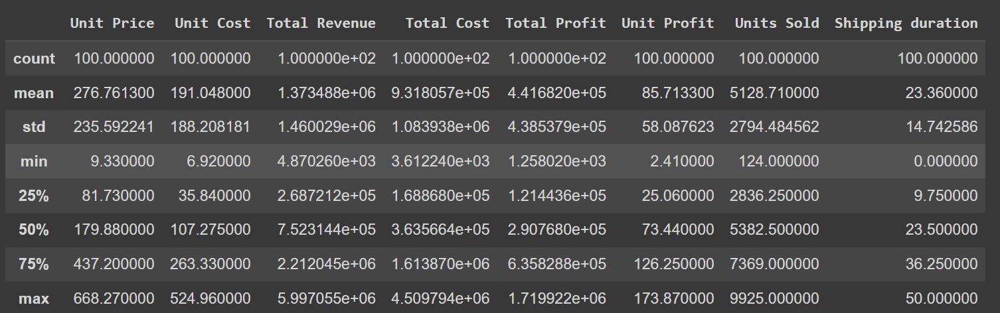 Unit Price Unit Cost Total Revenue Total Cost Total Profit Unit Profit Units Sold Shipping duration
count 100.000000 100.000000 1.000000e+02 1.000000e+02 1.000000e+02 100.000000 100.000000 100.000000
mean 276.761300 191.048000 1.373488e+06 9.318057e+05 4.416820e+05 85.713300 5128.710000 23.360000
std 235.592241 188.208181 1.460029e+06 1.083938e+06 4.385379e+05 58.087623 2794.484562 14.742586
min 9.330000 6.920000 4.870260e+03 3.612240e+03 1.258020e+03 2.410000 124.000000 0.000000
25% 81.730000 35.840000 2.687212e+05 1.688680e+05 1.214436e+05 25.060000 2836.250000 9.750000
50% 179.880000 107.275000 7.523144e+05 3.635664e+05 2.907680e+05 73.440000 5382.500000 23.500000
75% 437.200000 263.330000 2.212045e+06 1.613870e+06 6.358288e+05 126.250000 7369.000000 36.250000
max 668.270000 524.960000 5.997055e+06 4.509794e+06 1.719922e+06 173.870000 9925.000000 50.000000